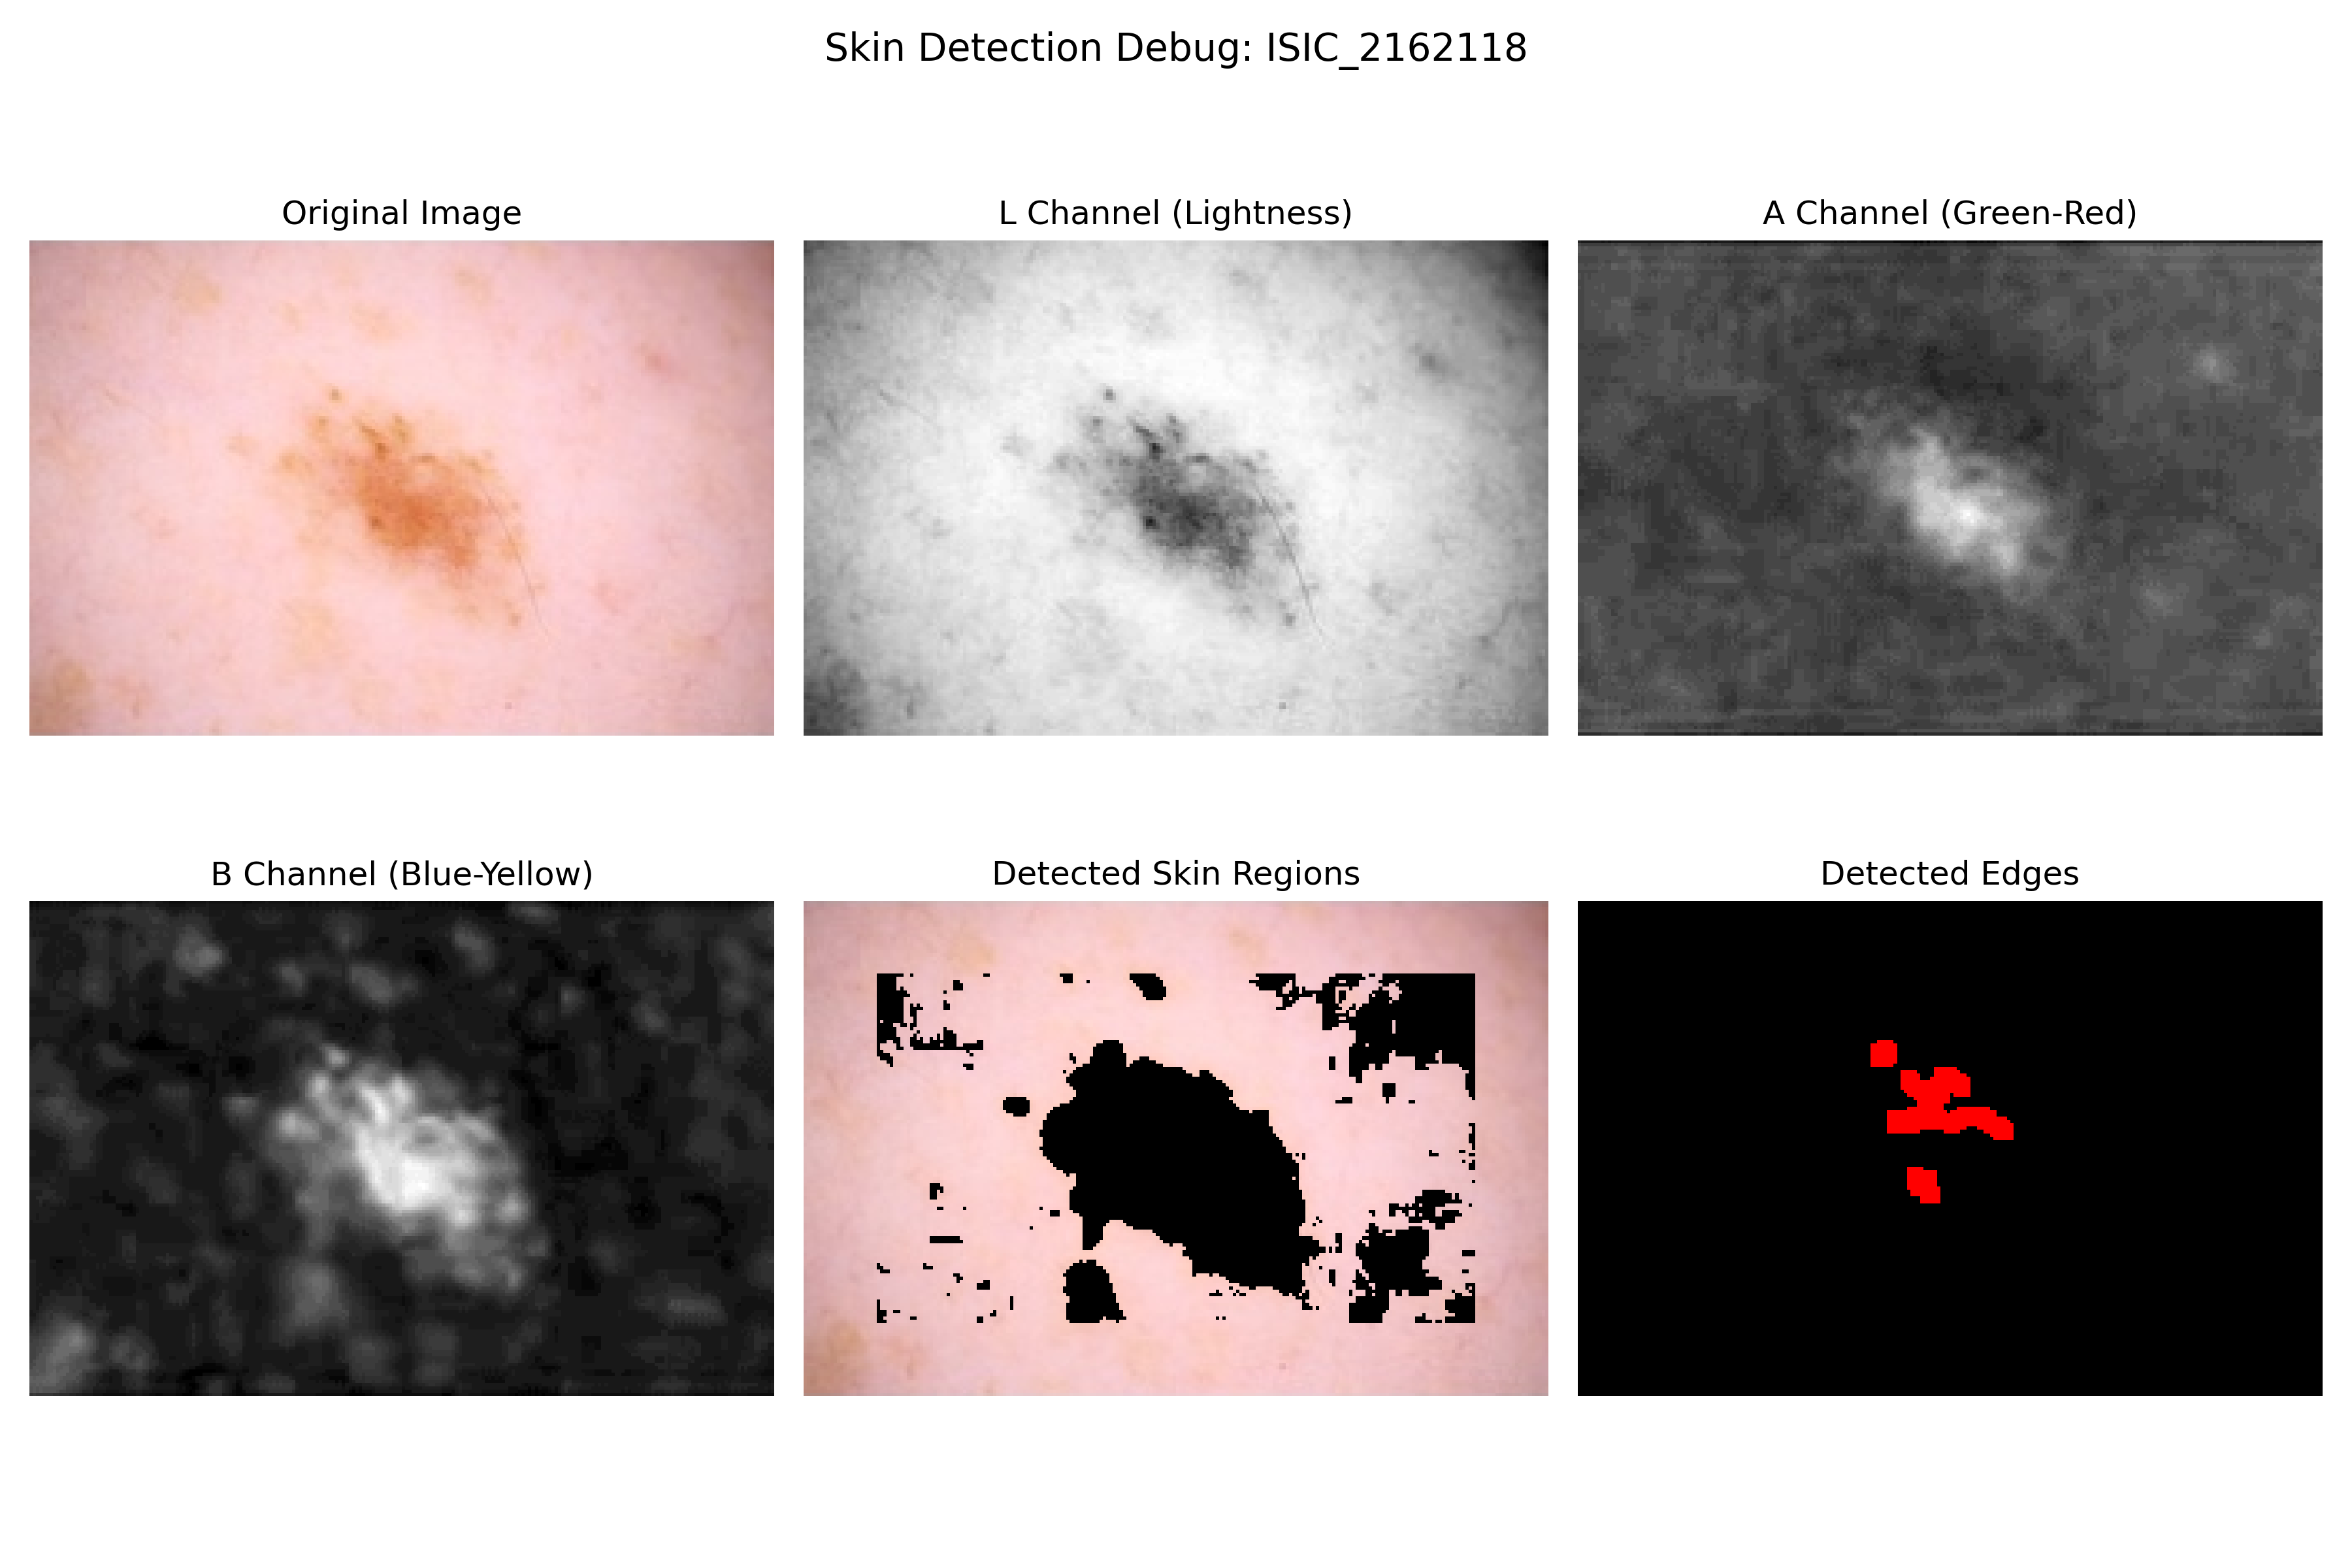 Skin Detection Debug: ISIC_2162118
Original Image
L Channel (Lightness)
A Channel (Green-Red)
B Channel (Blue-Yellow)
Detected Skin Regions
Detected Edges